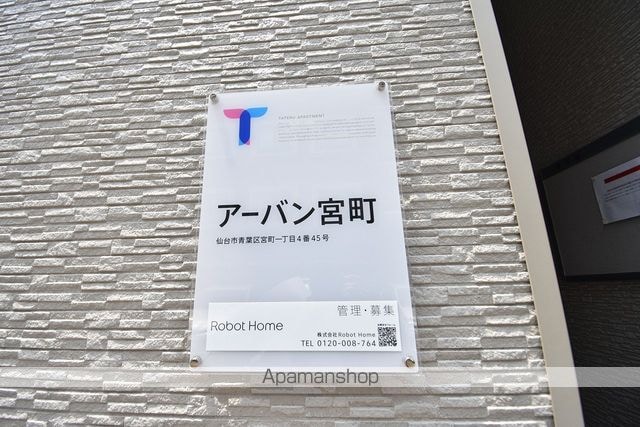 TATERU APARTMENT
アーバン宮町
仙台市青葉区宮町一丁目4番45号
管理・募集
Robot Home
株式会社Robot Home
TEL 0120-008-764
Apamanshop